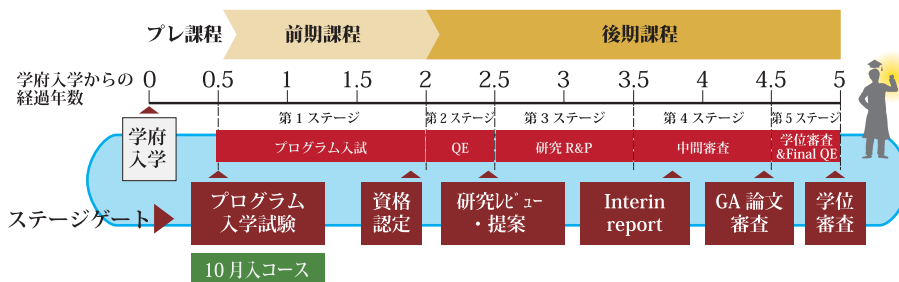 プレ課程
前期課程
後期課程
学府入学からの
経過年数
0 0.5 1 1.5 2 2.5 3 3.5 4 4.5 5
第 1 ステージ
第 2 ステージ
第 3 ステージ
第 4 ステージ
第 5 ステージ
学府
入学
プログラム入試
QE
研究 R&P
中間審査
学位審査
&Final QE
ステージゲート
プログラム
入学試験
資格
認定
研究レビュー
・提案
Interin
report
GA 論文
審査
学位
審査
10 月入コース